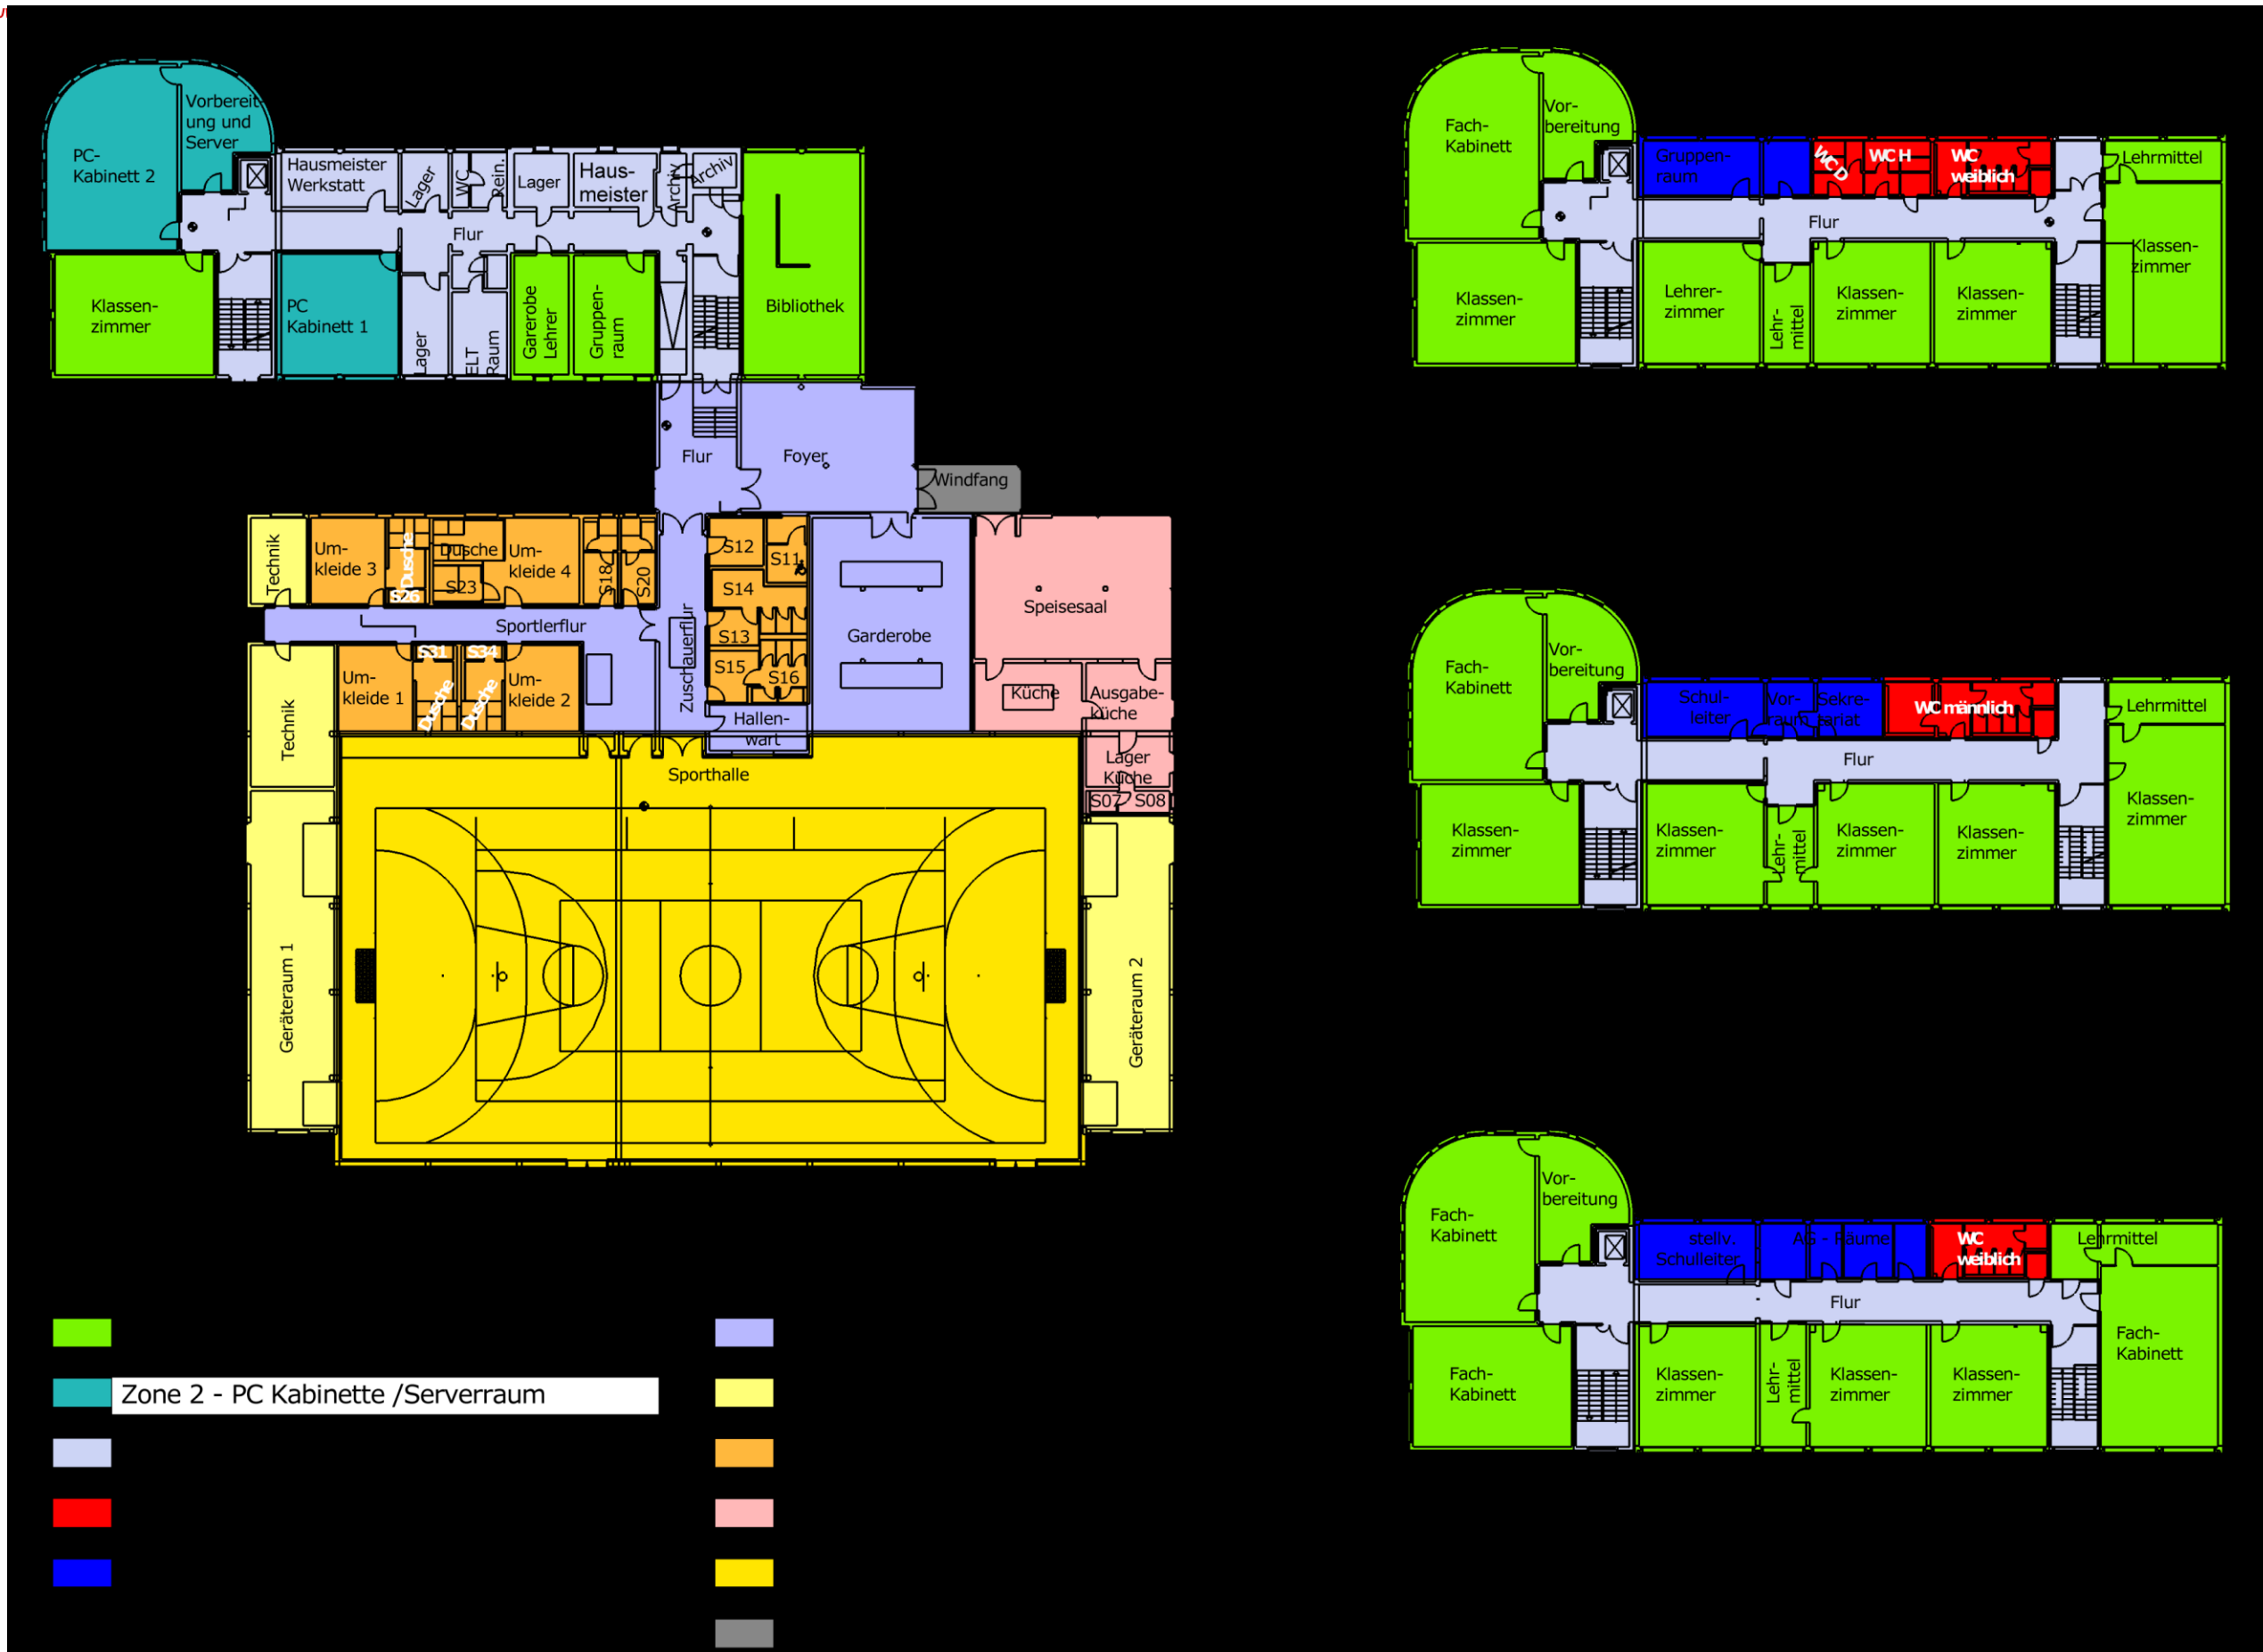 PC-
Kabinett 2
Vorbereit-
ung und
Server
Hausmeister
Werkstatt
Lager
WC
Rein.
Lager
Haus-
meister
Archiv
Archiv
Flur
Klassen-
zimmer
PC
Kabinett 1
Lager
ELT
Raum
Garerobe
Lehrer
Gruppen-
raum
Bibliothek
Flur
Foyer
Windfang
Technik
Um-
kleide 3
Dusche
S26
Dusche
S23
Um-
kleide 4
S18
S20
S12
S11
S14
S13
S15
S16
Sportlerflur
Zuschauerflur
Garderobe
Speisesaal
Technik
Um-
kleide 1
S31
Dusche
S34
Dusche
Um-
kleide 2
Hallen-
wart
Küche
Ausgabe-
küche
Lager
Küche
S07
S08
Sporthalle
Geräteraum 1
Geräteraum 2
Fach-
Kabinett
Vor-
bereitung
Gruppen-
raum
WC D
WC H
WC
weiblich
Lehrmittel
Flur
Klassen-
zimmer
Klassen-
zimmer
Lehrer-
zimmer
Lehr-
mittel
Klassen-
zimmer
Klassen-
zimmer
Fach-
Kabinett
Vor-
bereitung
Schul-
leiter
Vor-
raum
Sekre-
tariat
WC männlich
Lehrmittel
Flur
Klassen-
zimmer
Klassen-
zimmer
Klassen-
zimmer
Lehr-
mittel
Klassen-
zimmer
Klassen-
zimmer
Fach-
Kabinett
Vor-
bereitung
stellv.
Schulleiter
AG - Räume
WC
weiblich
Lehrmittel
Flur
Fach-
Kabinett
Fach-
Kabinett
Klassen-
zimmer
Lehr-
mittel
Klassen-
zimmer
Klassen-
zimmer
Zone 2 - PC Kabinette /Serverraum